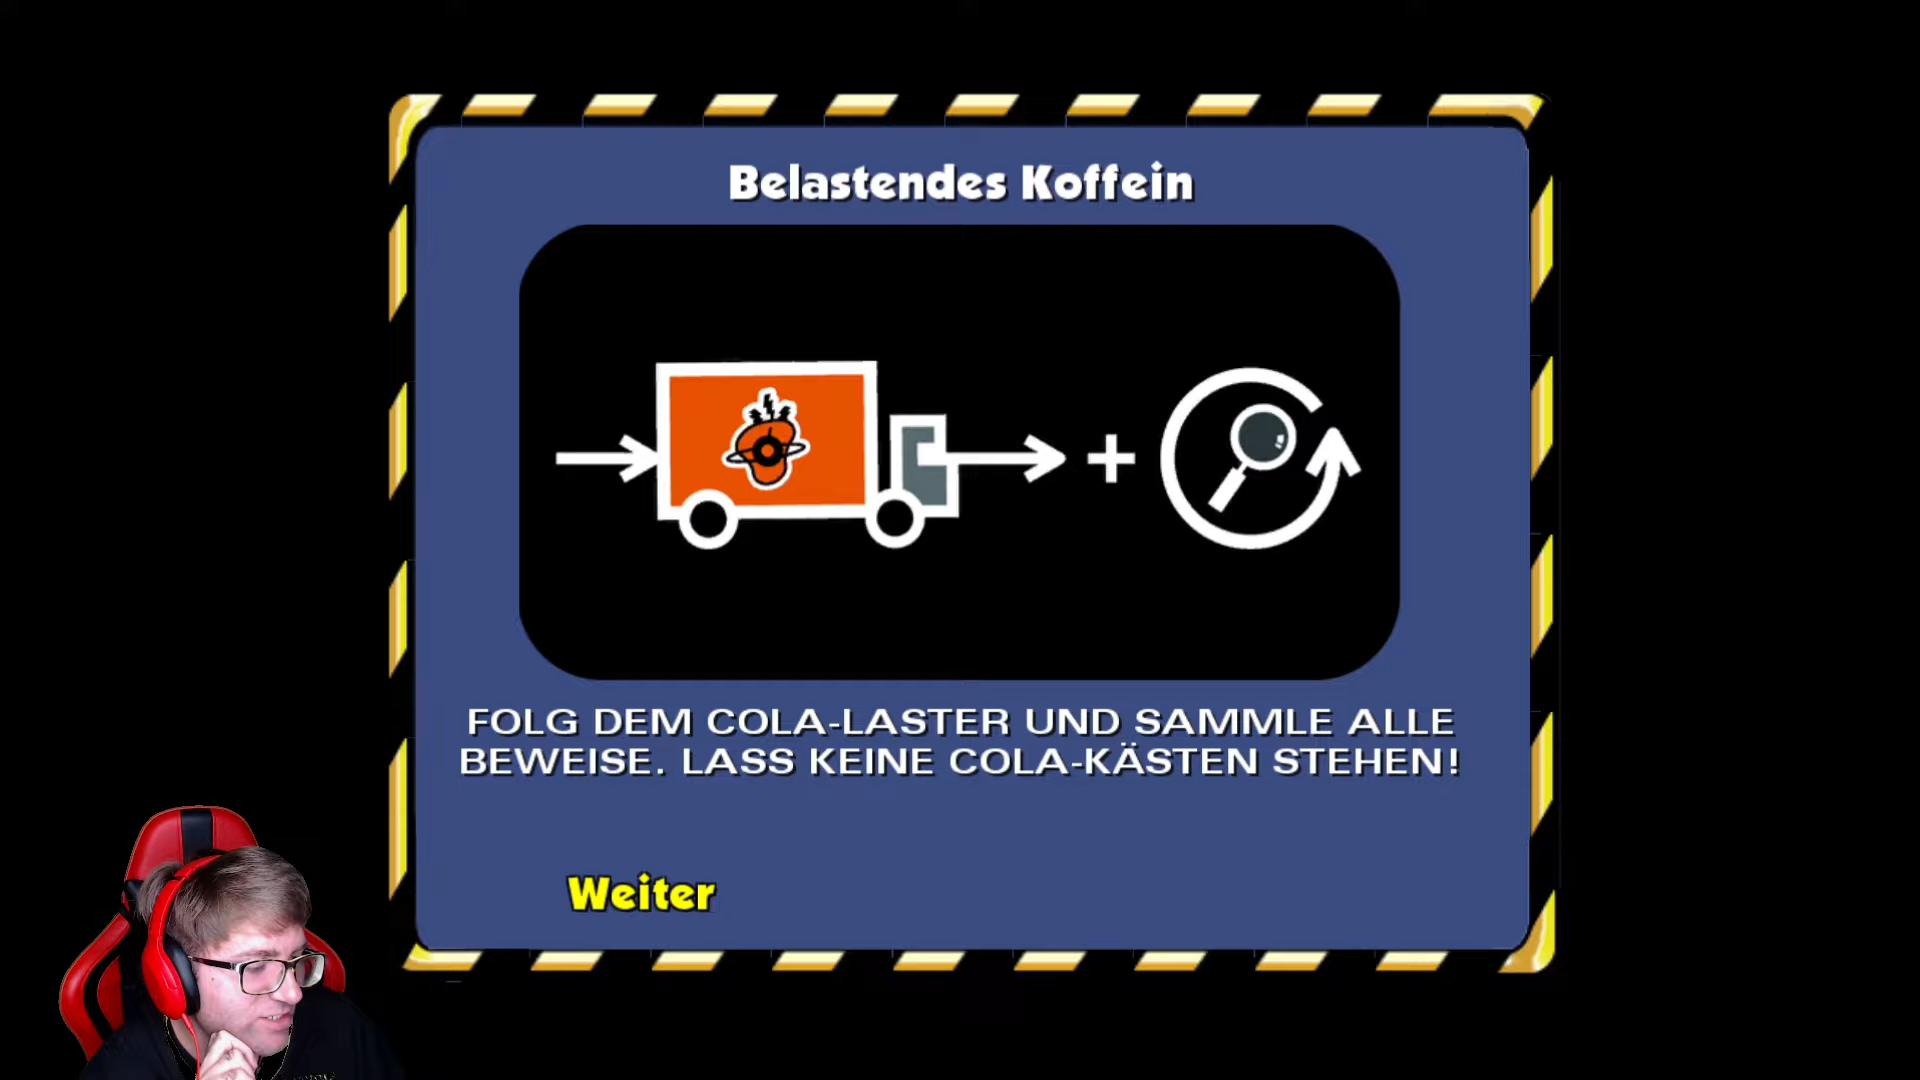 Belastendes Koffein
FOLG DEM COLA-LASTER UND SAMMLE ALLE
BEWEISE. LASS KEINE COLA-KÄSTEN STEHEN!
Weiter